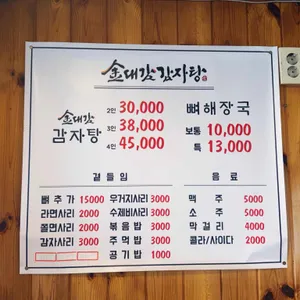 金대감감자탕
金대감
감자탕
2인 30,000
3인 38,000
4인 45,000
뼈해장국
보통 10,000
특 13,000
곁들임
뼈추가 15000 우거지사리 3000
라면사리 2000 수제비사리 3000
쫄면사리 2000 볶음밥 3000
감자사리 3000 주먹밥 3000
공기밥 1000
음료
맥주 5000
소주 5000
막걸리 4000
콜라/사이다 2000